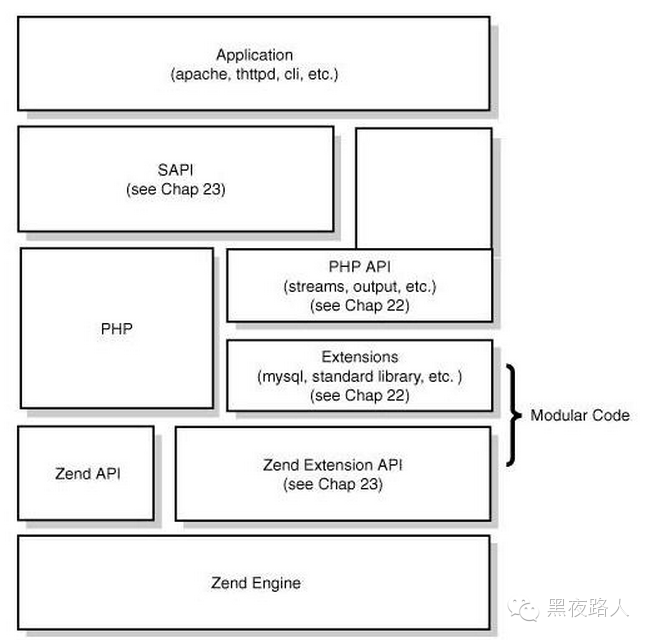 Application
(apache, thttpd, cli, etc.)
SAPI
(see Chap 23)
PHP API
(streams, output, etc.)
(see Chap 22)
PHP
Extensions
(mysql, standard library, etc. )
(see Chap 22)
Modular Code
Zend API
Zend Extension API
(see Chap 23)
Zend Engine
黑夜路人